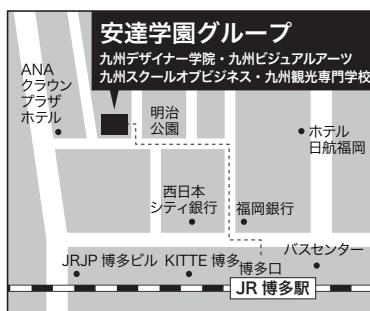 安達学園グループ
九州デザイナー学院・九州ビジュアルアーツ
九州スクールオブビジネス・九州観光専門学校
ANA
クラウン
プラザ
ホテル
明治
公園
ホテル
日航福岡
西日本
シティ銀行
福岡銀行
JRJP 博多ビル
KITTE 博多
博多口
バスセンター
JR 博多駅